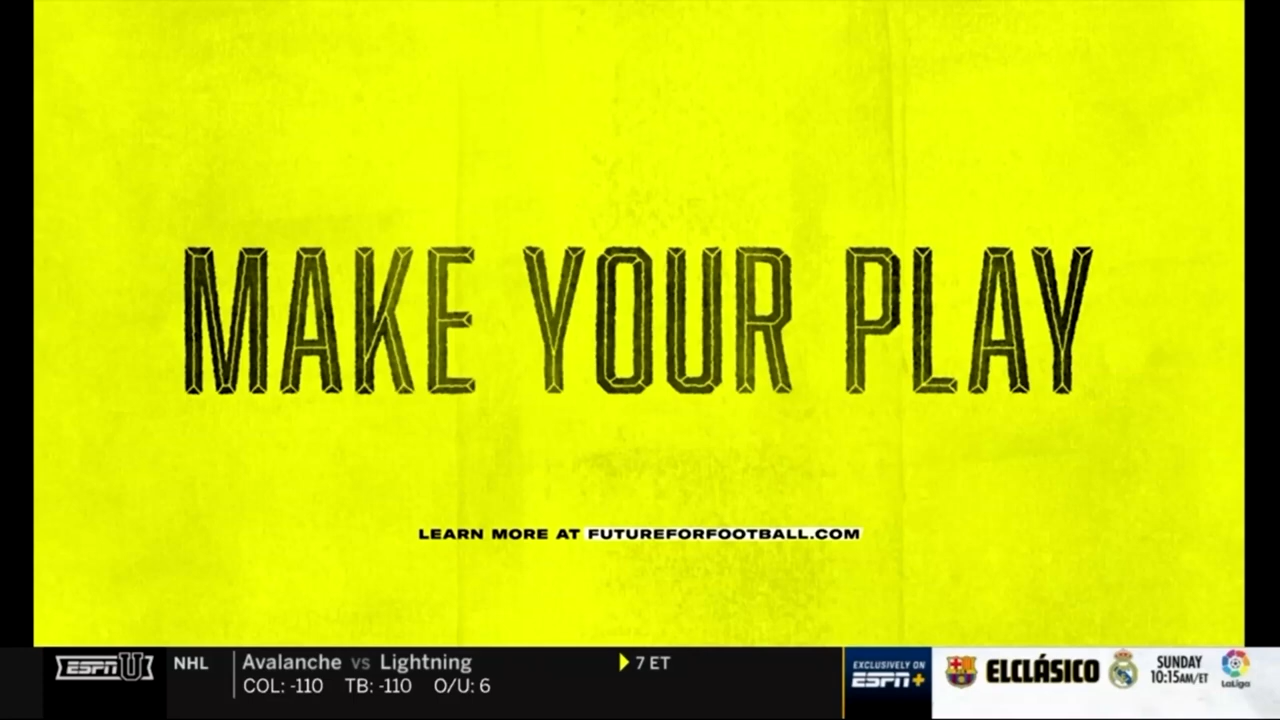 MAKE YOUR PLAY
LEARN MORE AT FUTUREFORFOOTBALL.COM
ESPNU
NHL
Avalanche vs Lightning
7 ET
COL: -110 TB: -110 O/U: 6
EXCLUSIVELY ON
ESPN+
ELCLÁSICO
SUNDAY
10:15AM/ET
LaLiga